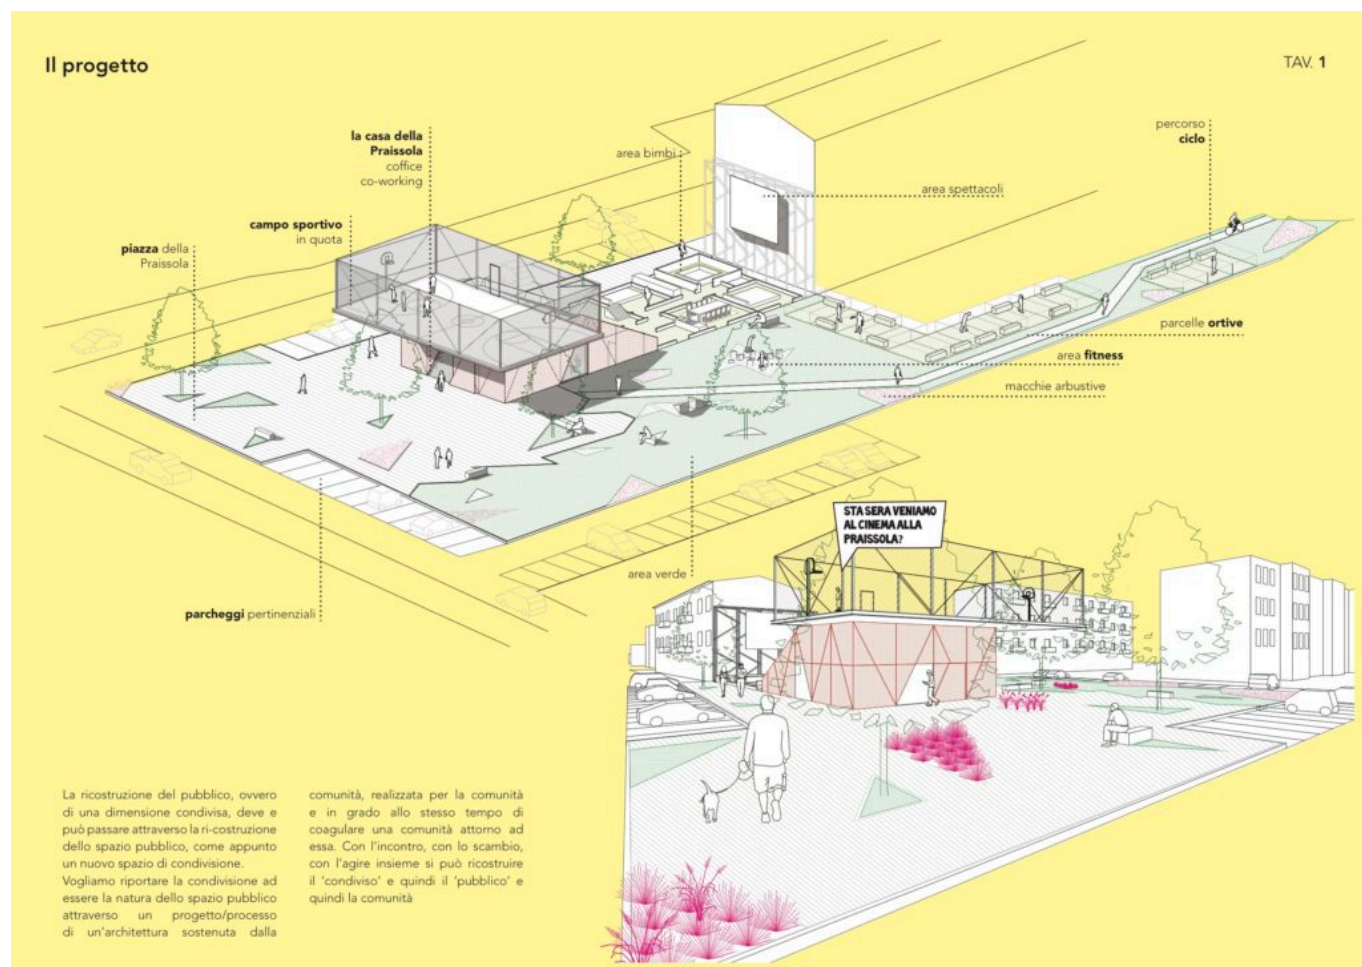 Il progetto
TAV. 1
la casa della
Praissola
coffice
co-working
area bimbi
percorso
ciclo
area spettacoli
campo sportivo
in quota
piazza della
Praissola
parcelle ortive
area fitness
macchie arbustive
STA SERA VENIAMO
AL CINEMA ALLA
PRAISSOLA?
area verde
parcheggi pertinenziali
La ricostruzione del pubblico, ovvero
di una dimensione condivisa, deve e
può passare attraverso la ri-costruzione
dello spazio pubblico, come appunto
un nuovo spazio di condivisione.
Vogliamo riportare la condivisione ad
essere la natura dello spazio pubblico
attraverso un progetto/processo
di un'architettura sostenuta dalla
comunità, realizzata per la comunità
e in grado allo stesso tempo di
coagulare una comunità attorno ad
essa. Con l'incontro, con lo scambio,
con l'agire insieme si può ricostruire
il 'condiviso' e quindi il 'pubblico' e
quindi la comunità